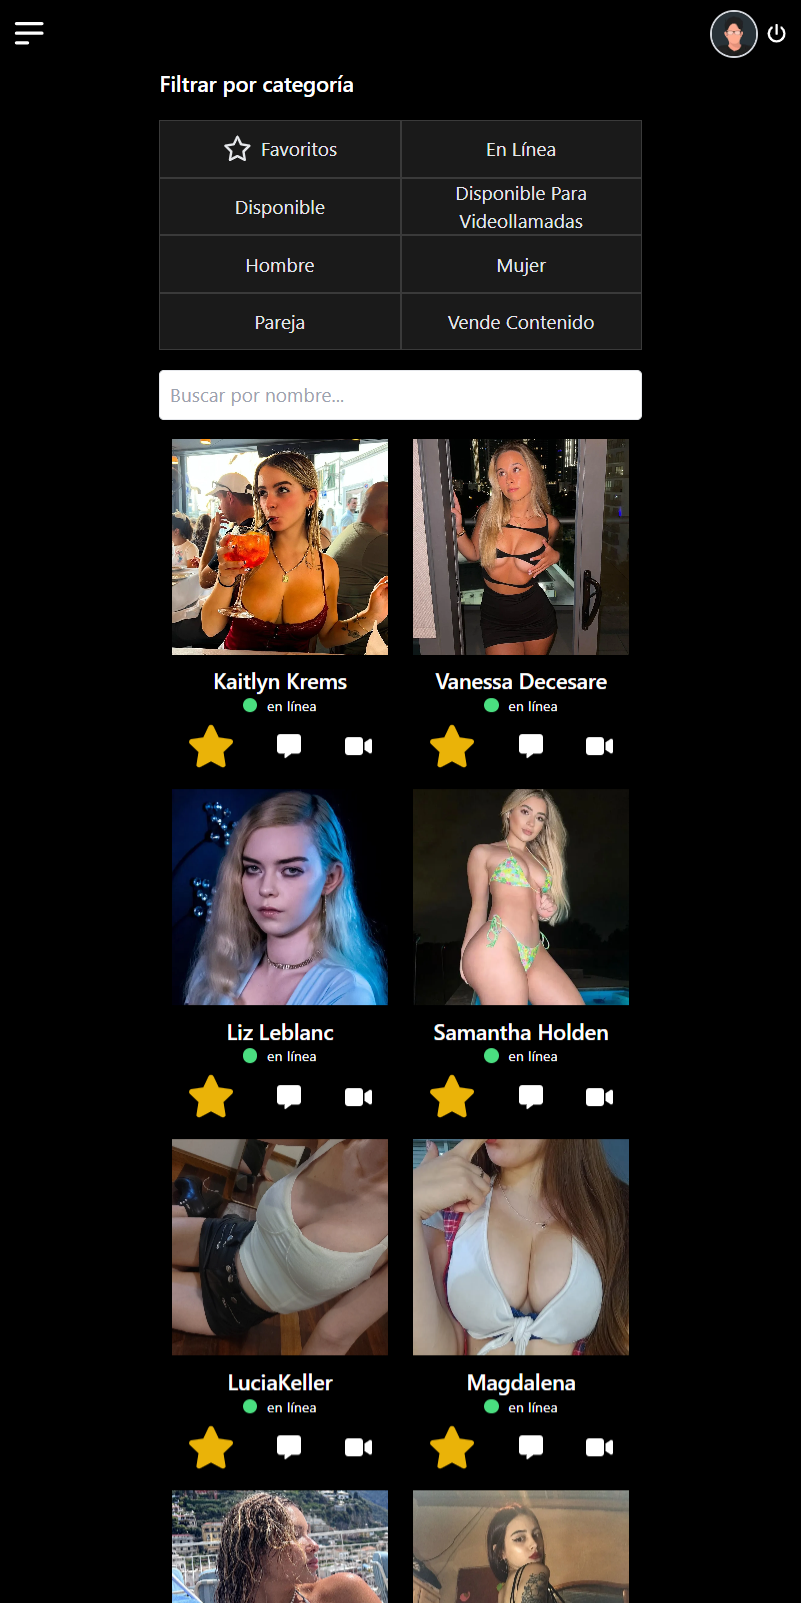 Filtrar por categoría
Favoritos
En Línea
Disponible
Disponible Para
Videollamadas
Hombre
Mujer
Pareja
Vende Contenido
Buscar por nombre...
Kaitlyn Krems
en línea
Vanessa Decesare
en línea
Liz Leblanc
en línea
Samantha Holden
en línea
LuciaKeller
en línea
Magdalena
en línea